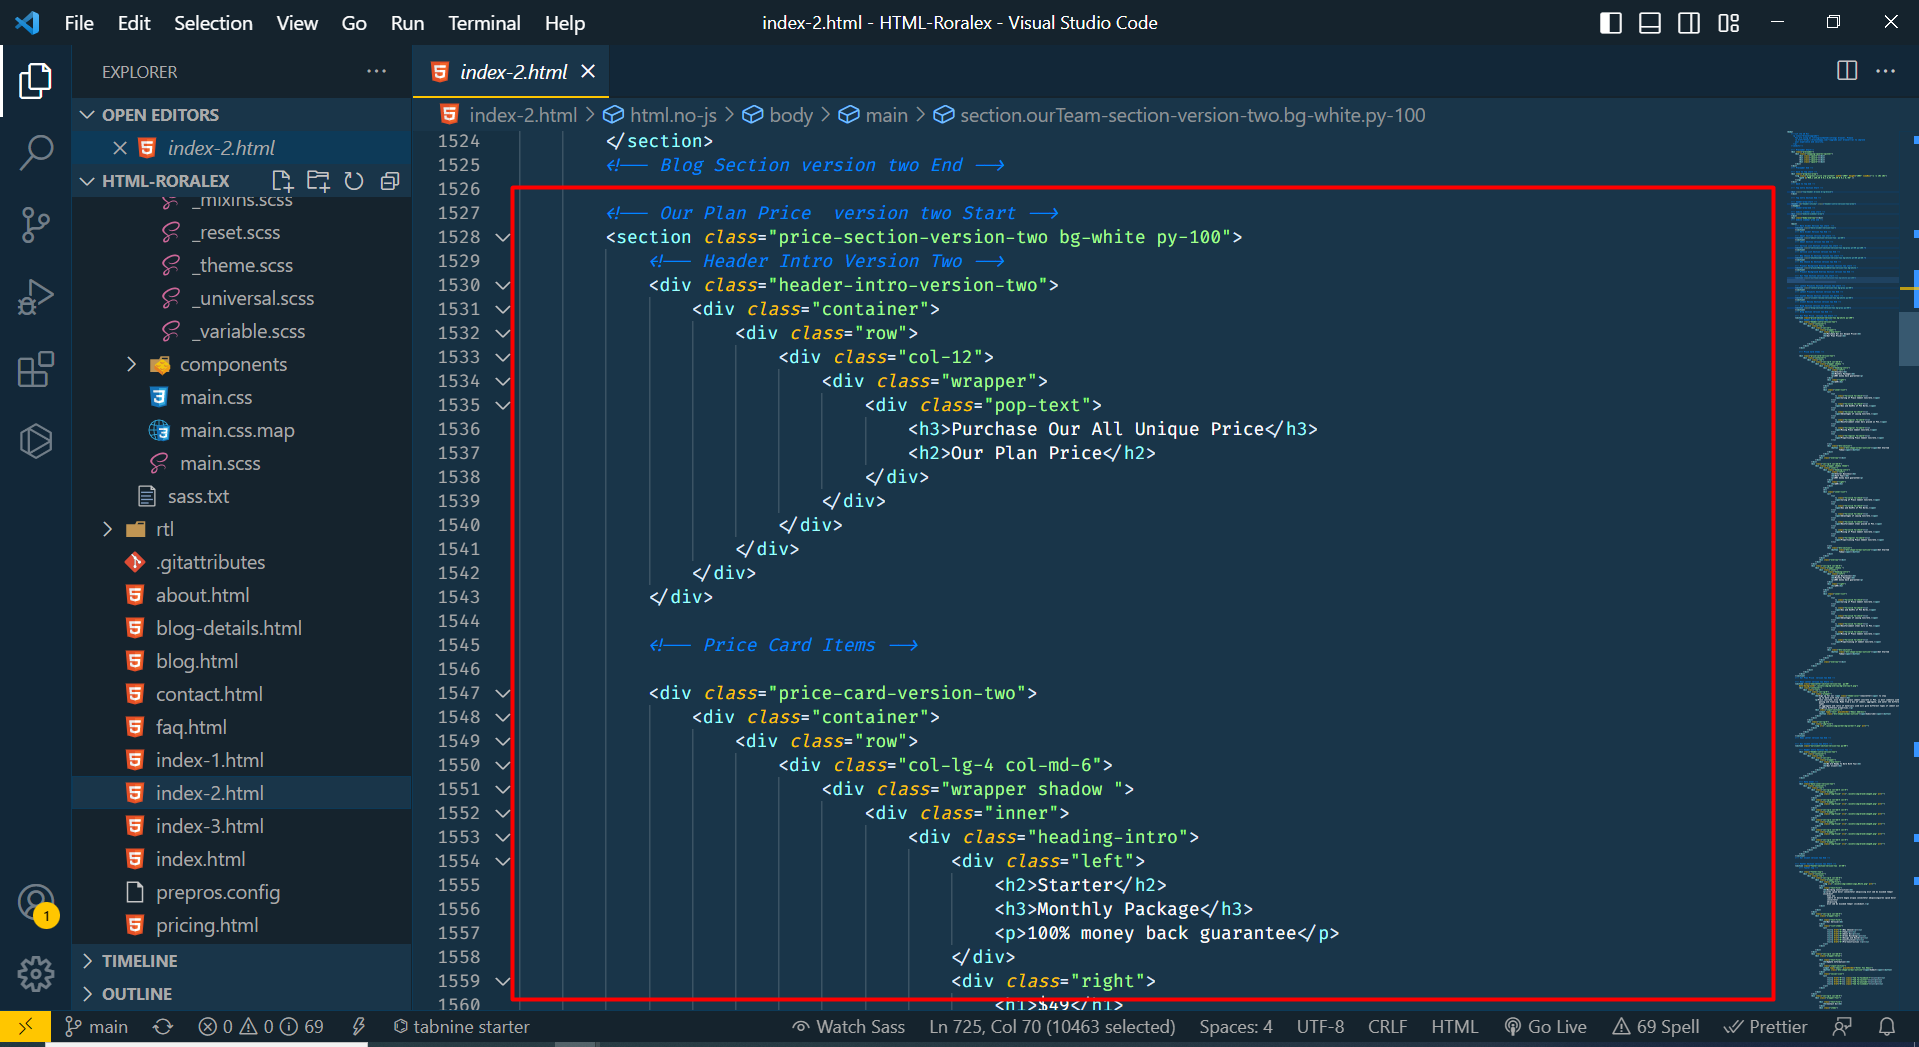 File Edit Selection View Go Run Terminal Help
index-2.html - HTML-Roralex - Visual Studio Code
EXPLORER
OPEN EDITORS
index-2.html
HTML-RORALEX
_mixins.scss
_reset.scss
_theme.scss
_universal.scss
_variable.scss
components
main.css
main.css.map
main.scss
sass.txt
rtl
.gitattributes
about.html
blog-details.html
blog.html
contact.html
faq.html
index-1.html
index-2.html
index-3.html
index.html
prepros.config
pricing.html
TIMELINE
OUTLINE
1
index-2.html
index-2.html > html.no-js > body > main > section.ourTeam-section-version-two.bg-white.py-100
1524 </section>
1525 <!-- Blog Section version two End -->
1526
1527 <!-- Our Plan Price  version two Start -->
1528 <section class="price-section-version-two bg-white py-100">
1529 <!-- Header Intro Version Two -->
1530 <div class="header-intro-version-two">
1531 <div class="container">
1532 <div class="row">
1533 <div class="col-12">
1534 <div class="wrapper">
1535 <div class="pop-text">
1536 <h3>Purchase Our All Unique Price</h3>
1537 <h2>Our Plan Price</h2>
1538 </div>
1539 </div>
1540 </div>
1541 </div>
1542 </div>
1543 </div>
1544
1545 <!-- Price Card Items -->
1546
1547 <div class="price-card-version-two">
1548 <div class="container">
1549 <div class="row">
1550 <div class="col-lg-4 col-md-6">
1551 <div class="wrapper shadow ">
1552 <div class="inner">
1553 <div class="heading-intro">
1554 <div class="left">
1555 <h2>Starter</h2>
1556 <h3>Monthly Package</h3>
1557 <p>100% money back guarantee</p>
1558 </div>
1559 <div class="right">
1560 <h1>$49</h1>
main 0 0 69 tabnine starter Watch Sass Ln 725, Col 70 (10463 selected) Spaces: 4 UTF-8 CRLF HTML Go Live 69 Spell Prettier